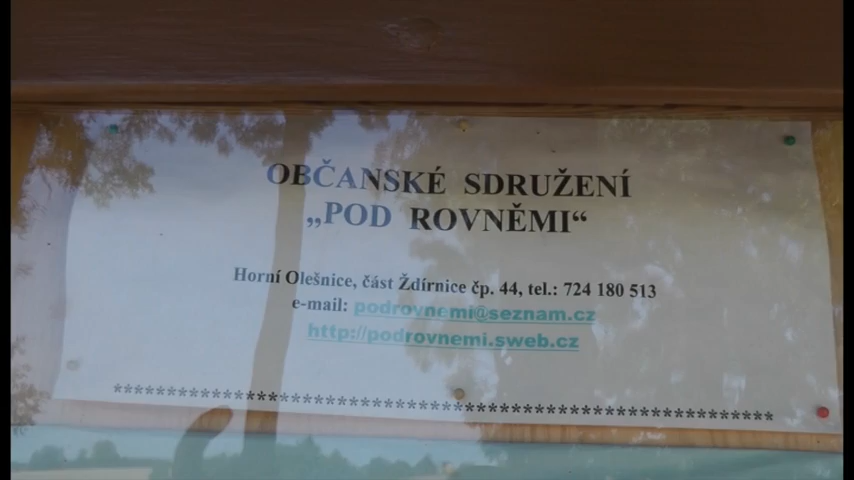 OBČANSKÉ SDRUŽENÍ
„POD ROVNĚMI“
Horní Olešnice, část Ždírnice čp. 44, tel.: 724 180 513
e-mail: podrovnemi@seznam.cz
http://podrovnemi.sweb.cz
*******************************************************